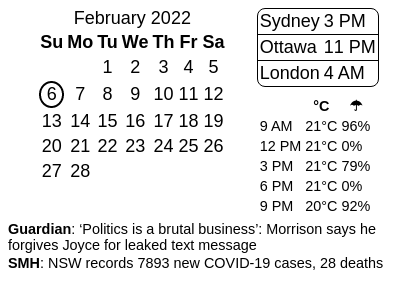 February 2022
Su Mo Tu We Th Fr Sa
1 2 3 4 5
6 7 8 9 10 11 12
13 14 15 16 17 18 19
20 21 22 23 24 25 26
27 28
Sydney 3 PM
Ottawa 11 PM
London 4 AM
°C ☂
9 AM 21°C 96%
12 PM 21°C 0%
3 PM 21°C 79%
6 PM 21°C 0%
9 PM 20°C 92%
Guardian: ‘Politics is a brutal business’: Morrison says he
forgives Joyce for leaked text message
SMH: NSW records 7893 new COVID-19 cases, 28 deaths